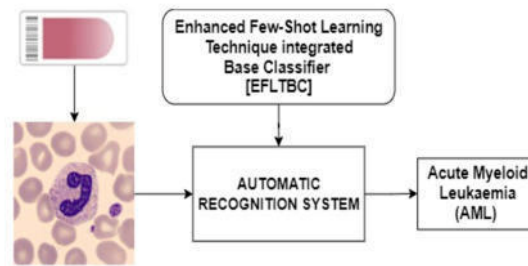 Enhanced Few-Shot Learning
Technique integrated
Base Classifier
[EFLTBC]
AUTOMATIC
RECOGNITION SYSTEM
Acute Myeloid
Leukaemia
(AML)